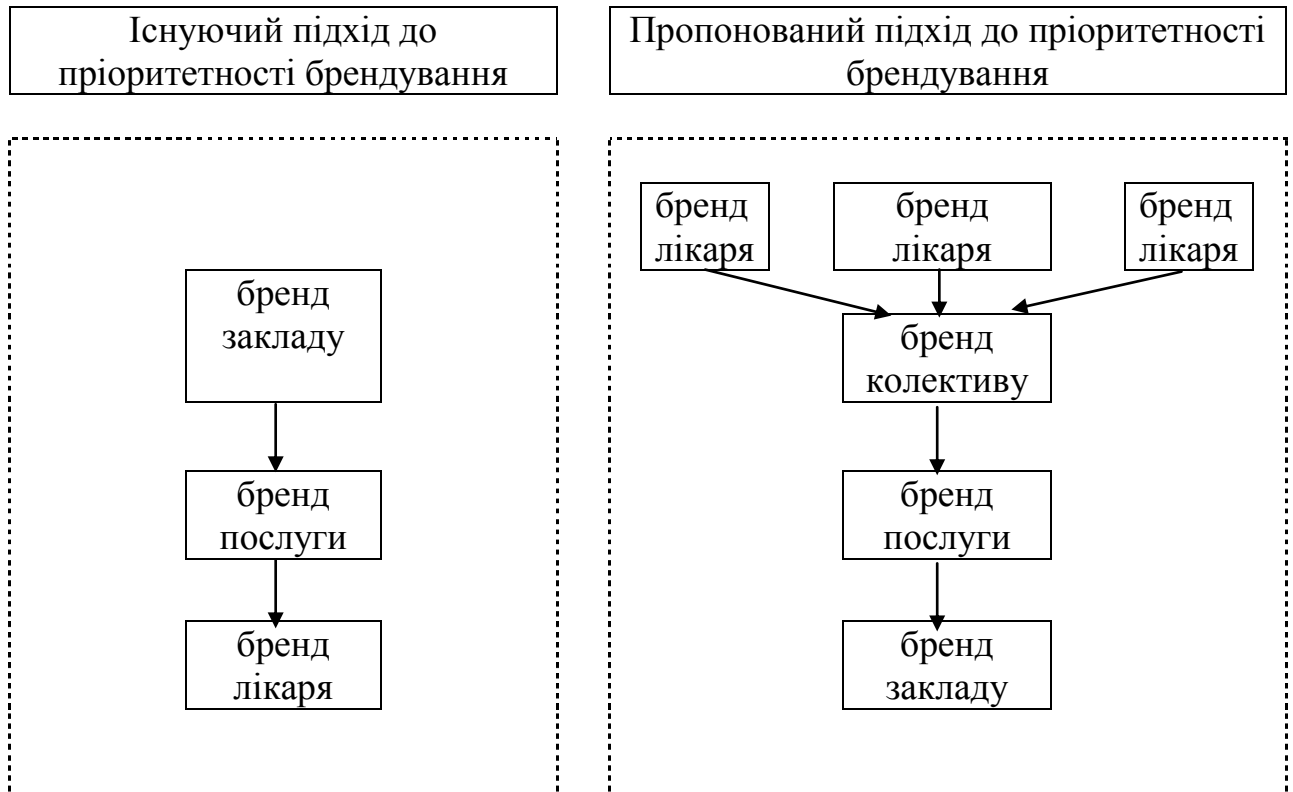 Існуючий підхід до
пріоритетності брендування
Пропонований підхід до пріоритетності
брендування
бренд
закладу
бренд
послуги
бренд
лікаря
бренд
лікаря
бренд
лікаря
бренд
лікаря
бренд
колективу
бренд
послуги
бренд
закладу